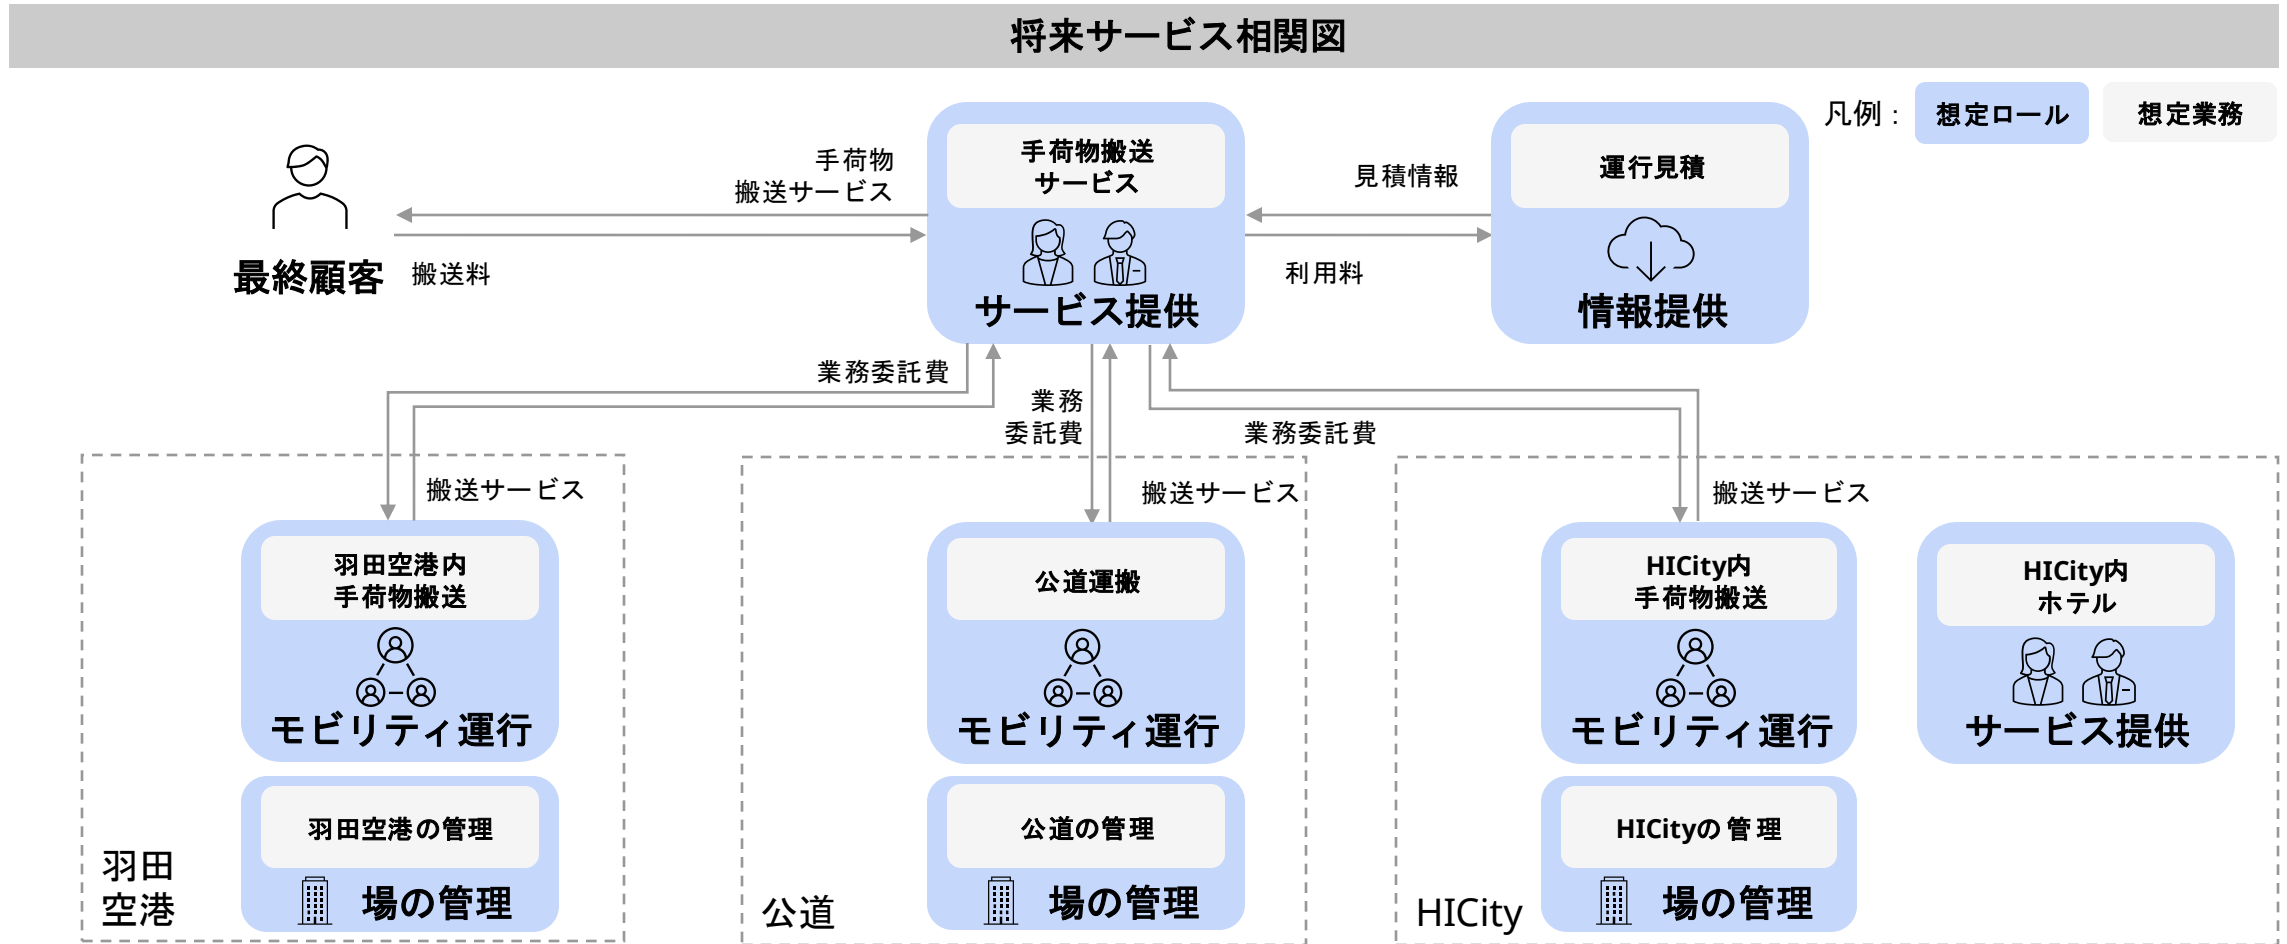 将来サービス相関図
凡例：
想定ロール
想定業務
手荷物
搬送サービス
最終顧客
搬送料
手荷物搬送
サービス
サービス提供
見積情報
利用料
運行見積
情報提供
業務委託費
業務
委託費
業務委託費
搬送サービス
搬送サービス
搬送サービス
羽田空港内
手荷物搬送
モビリティ運行
羽田空港の管理
場の管理
羽田
空港
公道運搬
モビリティ運行
公道の管理
場の管理
公道
HICity内
手荷物搬送
モビリティ運行
HICityの管理
場の管理
HICity内
ホテル
サービス提供
HICity